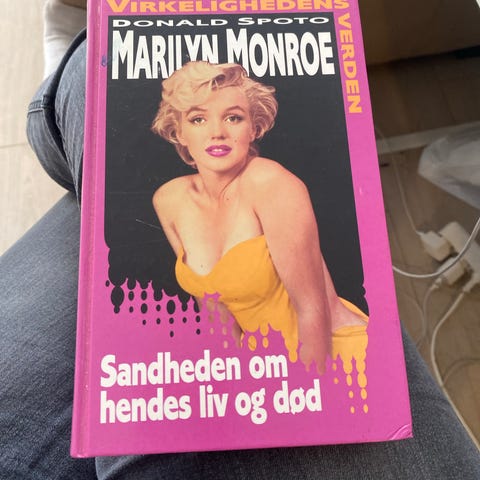 VIRKELIGHEDENS VERDEN
DONALD SPOTO
MARILYN MONROE
Sandheden om
hendes liv og død